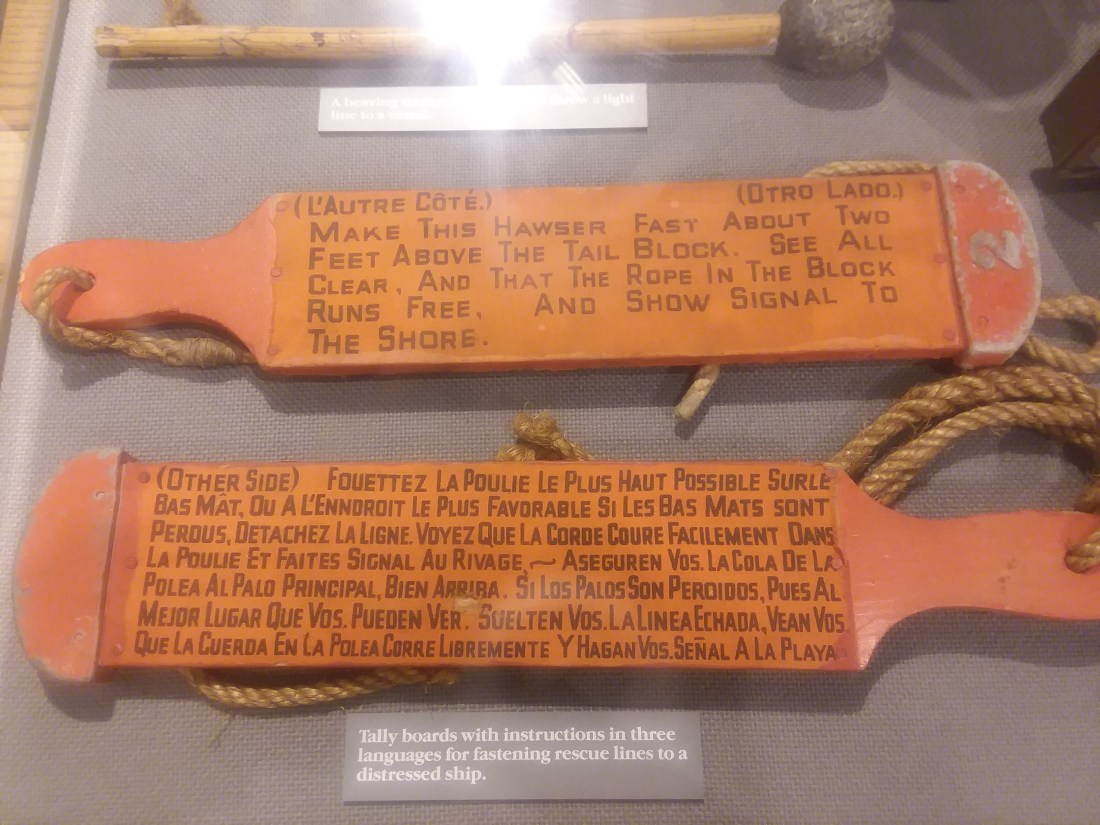 A heaving throw a light
line to a
(L'AUTRE CÔTÉ.) (OTRO LADO.)
MAKE THIS HAWSER FAST ABOUT TWO
FEET ABOVE THE TAIL BLOCK. SEE ALL
CLEAR, AND THAT THE ROPE IN THE BLOCK
RUNS FREE, AND SHOW SIGNAL TO
THE SHORE.
2
(OTHER SIDE) FOUETTEZ LA POULIE LE PLUS HAUT POSSIBLE SURLE
BAS MÂT, OU A L'ENNDROIT LE PLUS FAVORABLE SI LES BAS MATS SONT
PERDUS, DETACHEZ LA LIGNE. VOYEZ QUE LA CORDE COURE FACILEMENT DANS
LA POULIE ET FAITES SIGNAL AU RIVAGE, ~ ASEGUREN VOS. LA COLA DE LA
POLEA AL PALO PRINCIPAL, BIEN ARRIBA. SI LOS PALOS SON PERDIDOS, PUES AL
MEJOR LUGAR QUE VOS. PUEDEN VER. SUELTEN VOS. LA LINEA ECHADA, VEAN VOS.
QUE LA CUERDA EN LA POLEA CORRE LIBREMENTE Y HAGAN VOS. SEÑAL A LA PLAYA
Tally boards with instructions in three
languages for fastening rescue lines to a
distressed ship.